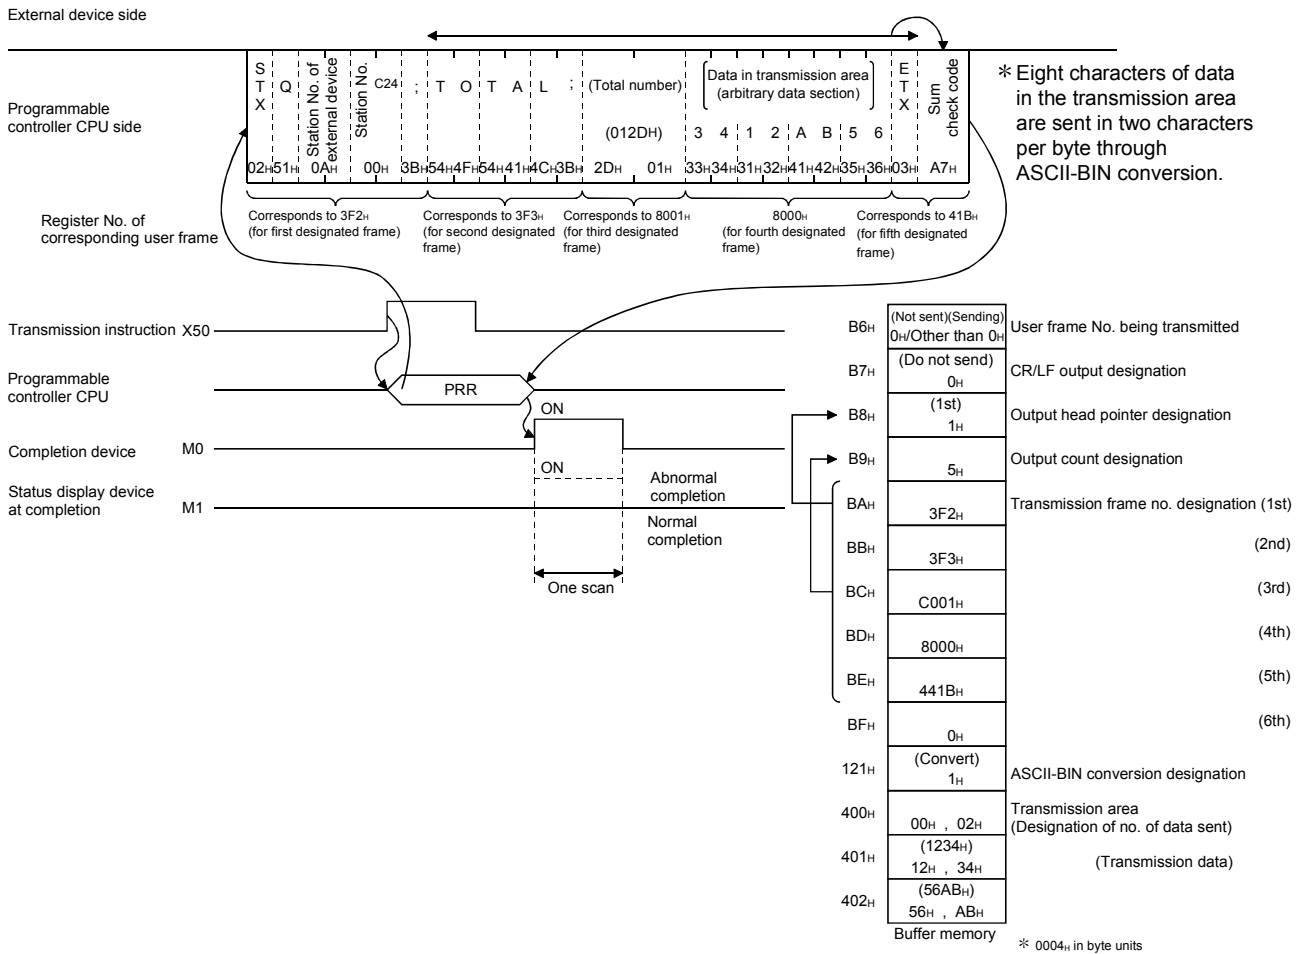 External device side
Programmable
controller CPU side
S
T
X
Q
Station No. of
external device
Station No.
C24
; T O T A L ;
(Total number)
(012DH)
Data in transmission area
(arbitrary data section)
3 4 1 2 A B 5 6
E
T
X
Sum
check code
02H 51H 0AH 00H 3BH 54H 4FH 54H 41H 4CH 3BH 2DH 01H 33H 34H 31H 32H 41H 42H 35H 36H 03H A7H
* Eight characters of data
in the transmission area
are sent in two characters
per byte through
ASCII-BIN conversion.
Register No. of
corresponding user frame
Corresponds to 3F2H
(for first designated frame)
Corresponds to 3F3H
(for second designated
frame)
Corresponds to 8001H
(for third designated
frame)
8000H
(for fourth designated
frame)
Corresponds to 41BH
(for fifth designated
frame)
Transmission instruction X50
Programmable
controller CPU
PRR
ON
Completion device M0
ON
Abnormal
completion
Status display device
at completion
M1
Normal
completion
One scan
B6H (Not sent)(Sending)
0H/Other than 0H
User frame No. being transmitted
B7H (Do not send)
0H
CR/LF output designation
B8H (1st)
1H
Output head pointer designation
B9H 5H Output count designation
BAH 3F2H Transmission frame no. designation (1st)
BBH 3F3H (2nd)
BCH C001H (3rd)
BDH 8000H (4th)
BEH 441BH (5th)
BFH 0H (6th)
121H (Convert)
1H
ASCII-BIN conversion designation
400H 00H , 02H Transmission area
(Designation of no. of data sent)
401H (1234H)
12H , 34H
(Transmission data)
402H (56ABH)
56H , ABH
Buffer memory
* 0004H in byte units